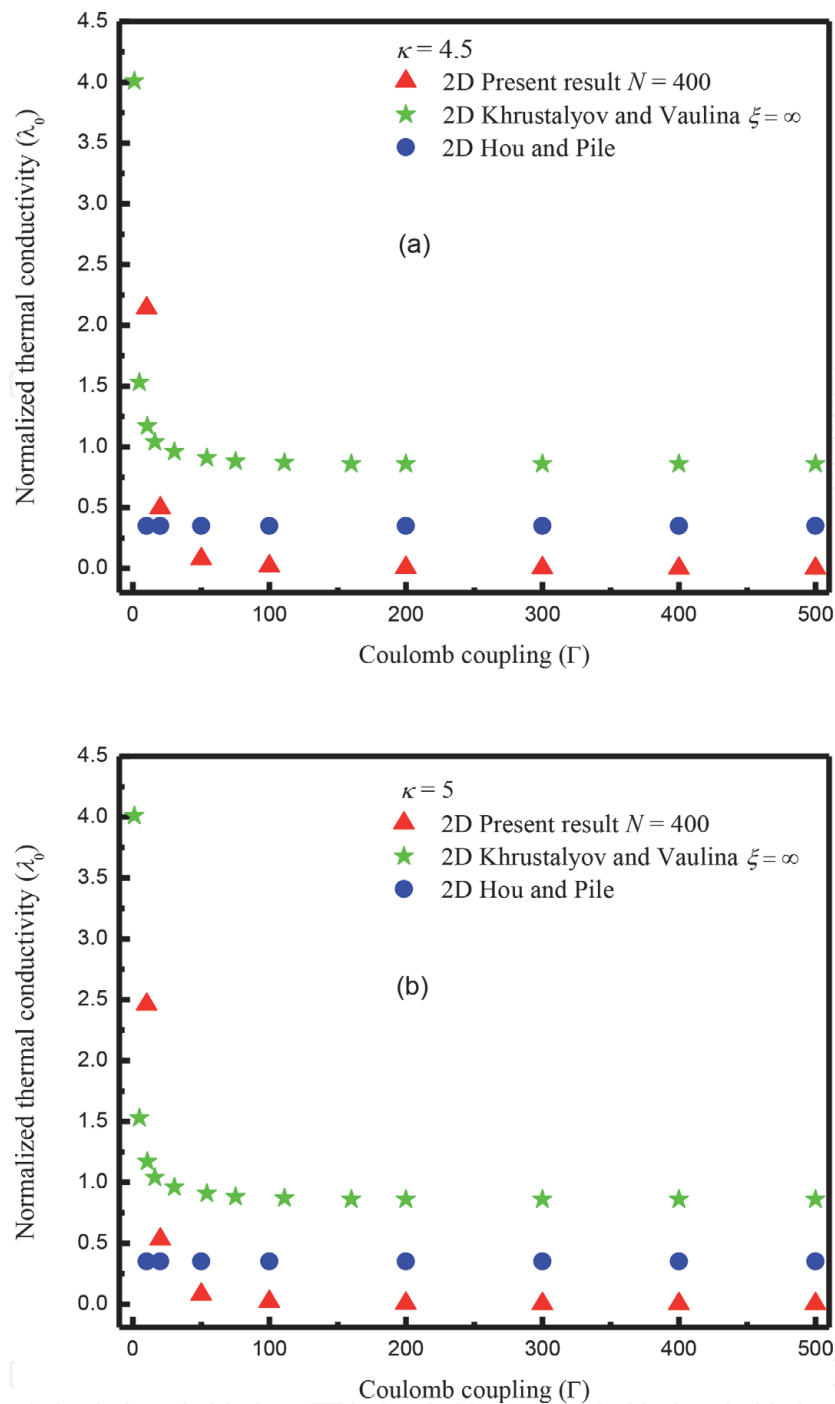 4.5
4.0
3.5
3.0
2.5
2.0
1.5
1.0
0.5
0.0
Normalized thermal conductivity (λ₀)
κ = 4.5
2D Present result N = 400
2D Khrustalyov and Vaulina ξ = ∞
2D Hou and Pile
(a)
0 100 200 300 400 500
Coulomb coupling (Γ)
4.5
4.0
3.5
3.0
2.5
2.0
1.5
1.0
0.5
0.0
Normalized thermal conductivity (λ₀)
κ = 5
2D Present result N = 400
2D Khrustalyov and Vaulina ξ = ∞
2D Hou and Pile
(b)
0 100 200 300 400 500
Coulomb coupling (Γ)